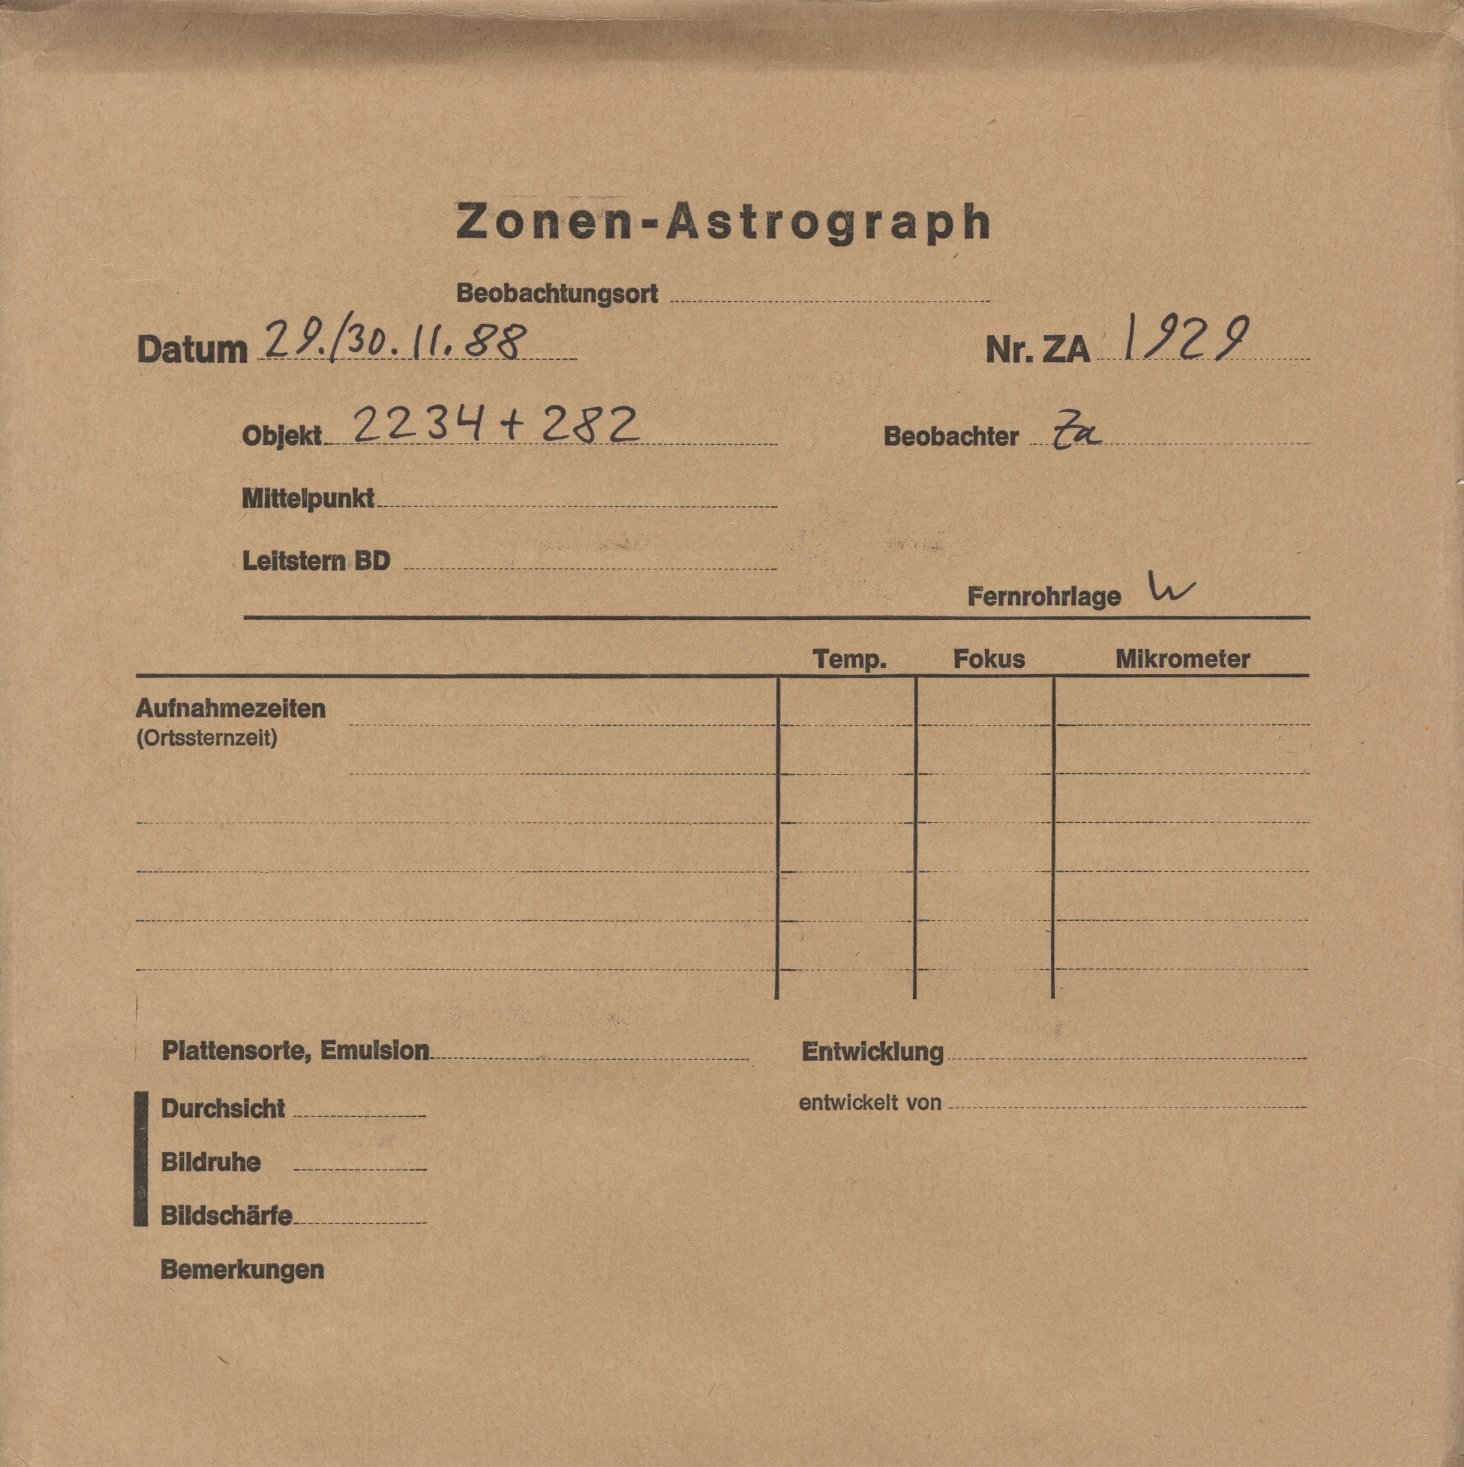 Zonen-Astrograph
Beobachtungsort
Datum 29./30.11.88 Nr. ZA 1929
Objekt 2234+282 Beobachter Za
Mittelpunkt
Leitstern BD
Fernrohrlage W
Temp. Fokus Mikrometer
Aufnahmezeiten
(Ortssternzeit)
Plattensorte, Emulsion Entwicklung
Durchsicht entwickelt von
Bildruhe
Bildschärfe
Bemerkungen